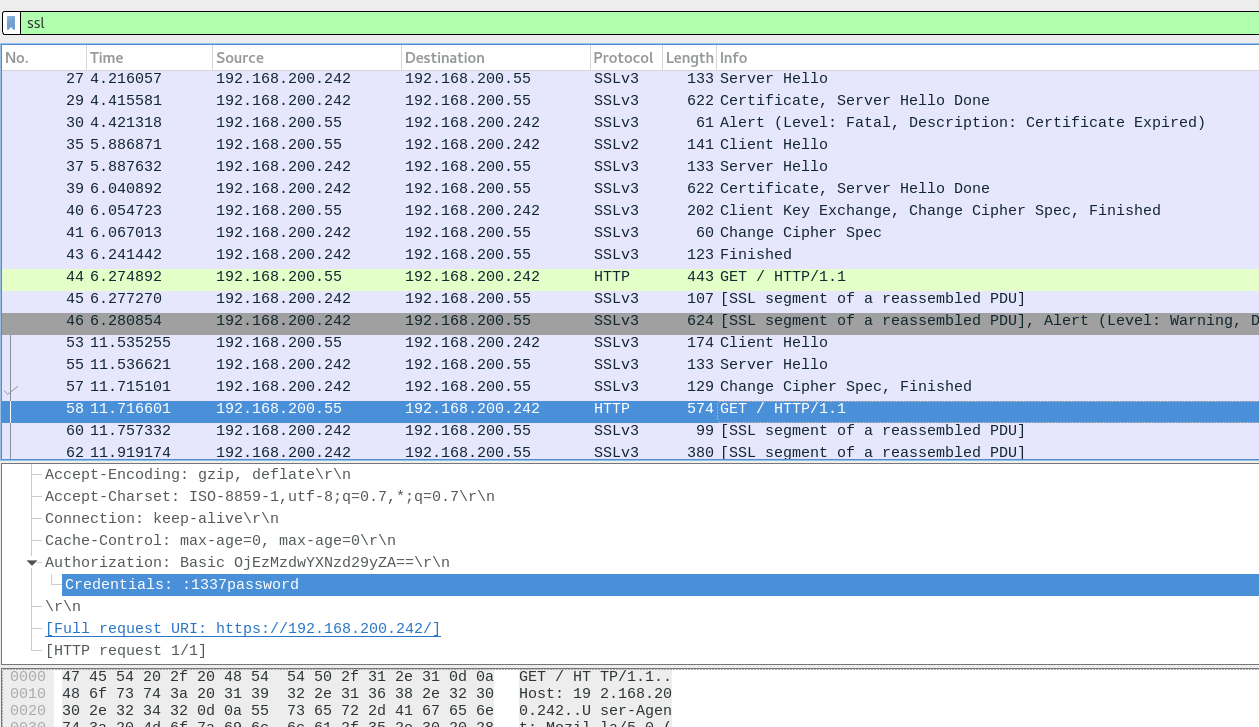 ssl
No. Time Source Destination Protocol Length Info
27 4.216057 192.168.200.242 192.168.200.55 SSLv3 133 Server Hello
29 4.415581 192.168.200.242 192.168.200.55 SSLv3 622 Certificate, Server Hello Done
30 4.421318 192.168.200.55 192.168.200.242 SSLv3 61 Alert (Level: Fatal, Description: Certificate Expired)
35 5.886871 192.168.200.55 192.168.200.242 SSLv2 141 Client Hello
37 5.887632 192.168.200.242 192.168.200.55 SSLv3 133 Server Hello
39 6.040892 192.168.200.242 192.168.200.55 SSLv3 622 Certificate, Server Hello Done
40 6.054723 192.168.200.55 192.168.200.242 SSLv3 202 Client Key Exchange, Change Cipher Spec, Finished
41 6.067013 192.168.200.242 192.168.200.55 SSLv3 60 Change Cipher Spec
43 6.241442 192.168.200.242 192.168.200.55 SSLv3 123 Finished
44 6.274892 192.168.200.55 192.168.200.242 HTTP 443 GET / HTTP/1.1
45 6.277270 192.168.200.242 192.168.200.55 SSLv3 107 [SSL segment of a reassembled PDU]
46 6.280854 192.168.200.242 192.168.200.55 SSLv3 624 [SSL segment of a reassembled PDU], Alert (Level: Warning, D
53 11.535255 192.168.200.55 192.168.200.242 SSLv3 174 Client Hello
55 11.536621 192.168.200.242 192.168.200.55 SSLv3 133 Server Hello
57 11.715101 192.168.200.242 192.168.200.55 SSLv3 129 Change Cipher Spec, Finished
58 11.716601 192.168.200.55 192.168.200.242 HTTP 574 GET / HTTP/1.1
60 11.757332 192.168.200.242 192.168.200.55 SSLv3 99 [SSL segment of a reassembled PDU]
62 11.919174 192.168.200.242 192.168.200.55 SSLv3 380 [SSL segment of a reassembled PDU]
Accept-Encoding: gzip, deflate\r\n
Accept-Charset: ISO-8859-1,utf-8;q=0.7,*;q=0.7\r\n
Connection: keep-alive\r\n
Cache-Control: max-age=0, max-age=0\r\n
Authorization: Basic OjEzMzdwYXNzd29yZA==\r\n
Credentials: :1337password
\r\n
[Full request URI: https://192.168.200.242/]
[HTTP request 1/1]
0000 47 45 54 20 2f 20 48 54 54 50 2f 31 2e 31 0d 0a GET / HT TP/1.1..
0010 48 6f 73 74 3a 20 31 39 32 2e 31 36 38 2e 32 30 Host: 19 2.168.20
0020 30 2e 32 34 32 0d 0a 55 73 65 72 2d 41 67 65 6e 0.242..U ser-Agen
0030 74 3a 20 4d 6f 7a 69 6c 6c 61 2f 35 2e 30 20 28 t: Mozil la/5.0 (